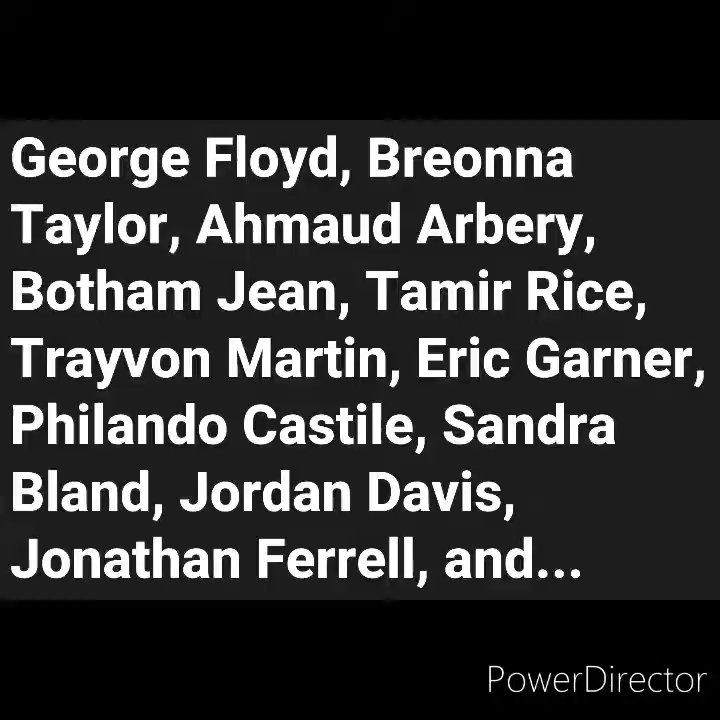 George Floyd, Breonna
Taylor, Ahmaud Arbery,
Botham Jean, Tamir Rice,
Trayvon Martin, Eric Garner,
Philando Castile, Sandra
Bland, Jordan Davis,
Jonathan Ferrell, and...
PowerDirector